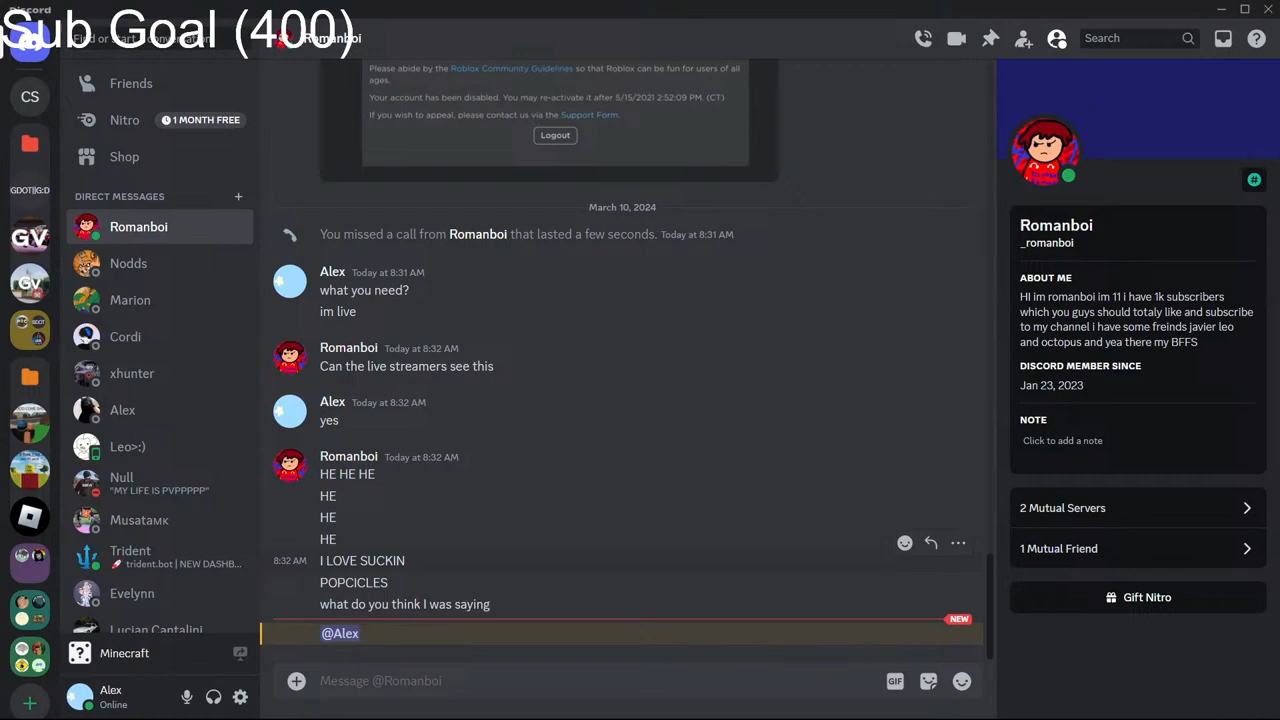 Discord
Sub Goal (400)
Find or start a conversation
Romanboi
Search
CS
GDOT||G:D
GV
GV
Friends
Nitro
1 MONTH FREE
Shop
DIRECT MESSAGES
Romanboi
Nodds
Marion
Cordi
xhunter
Alex
Leo>:)
Null
"MY LIFE IS PVPPPPP"
Musataмк
Trident
trident.bot | NEW DASHB...
Evelynn
Lucian Cantalini
Minecraft
Alex
Online
Please abide by the Roblox Community Guidelines so that Roblox can be fun for users of all
ages.
Your account has been disabled. You may re-activate it after 5/15/2021 2:52:09 PM. (CT)
If you wish to appeal, please contact us via the Support Form.
Logout
March 10, 2024
You missed a call from Romanboi that lasted a few seconds. Today at 8:31 AM
Alex Today at 8:31 AM
what you need?
im live
Romanboi Today at 8:32 AM
Can the live streamers see this
Alex Today at 8:32 AM
yes
Romanboi Today at 8:32 AM
HE HE HE
HE
HE
HE
8:32 AM I LOVE SUCKIN
POPCICLES
what do you think I was saying
NEW
@Alex
Message @Romanboi
GIF
Romanboi
_romanboi
ABOUT ME
HI im romanboi im 11 i have 1k subscribers
which you guys should totaly like and subscribe
to my channel i have some freinds javier leo
and octopus and yea there my BFFS
DISCORD MEMBER SINCE
Jan 23, 2023
NOTE
Click to add a note
2 Mutual Servers
1 Mutual Friend
Gift Nitro